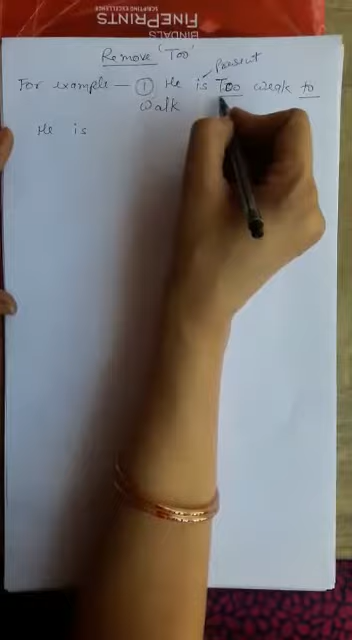 SCRIPTING EXCELLENCE
FINEPRINTS
BINDALS
Remove 'Too'
present
For example — ① He is Too weak to
walk
He is